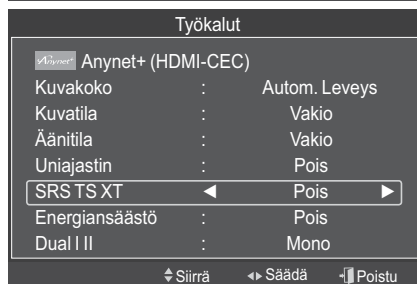 Työkalut
Anynet+ Anynet+ (HDMI-CEC)
Kuvakoko : Autom. Leveys
Kuvatila : Vakio
Äänitila : Vakio
Uniajastin : Pois
SRS TS XT ◄ Pois ►
Energiansäästö : Pois
Dual l II : Mono
Siirrä Säädä Poistu